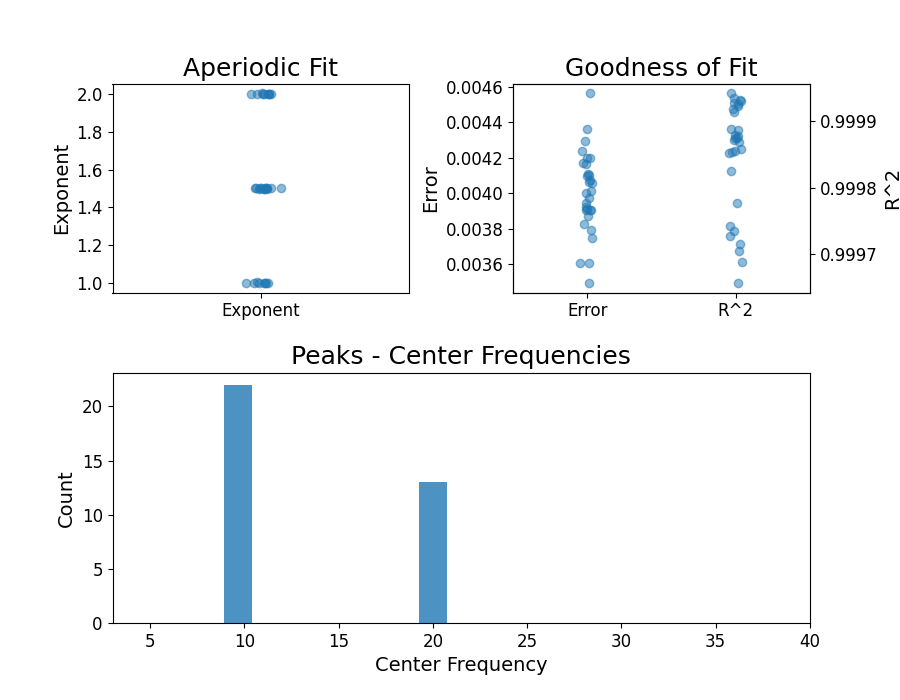 Aperiodic Fit
Exponent
2.0
1.8
1.6
1.4
1.2
1.0
Exponent
Goodness of Fit
Error
0.0046
0.0044
0.0042
0.0040
0.0038
0.0036
0.9999
0.9998
0.9997
R^2
Error R^2
Peaks - Center Frequencies
Count
20
15
10
5
0
5 10 15 20 25 30 35 40
Center Frequency